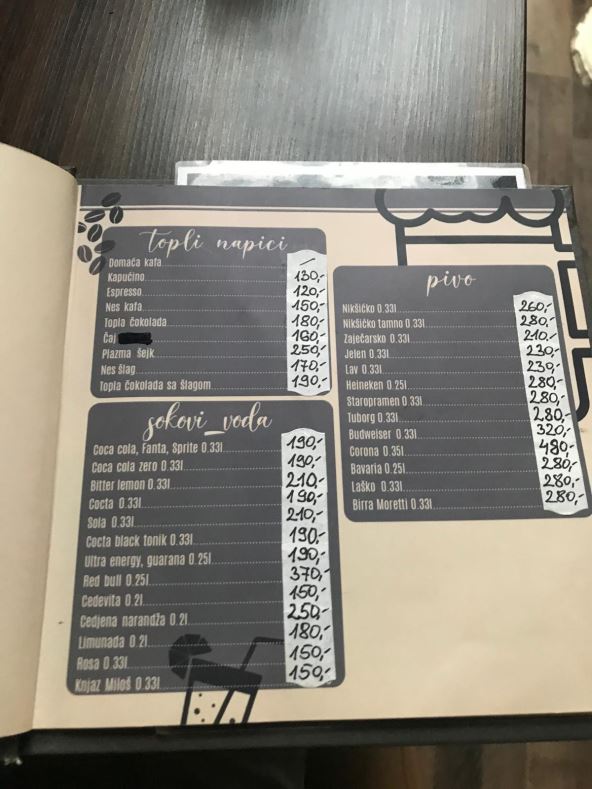 topli napici
Domaća kafa —
Kapućino 130,-
Espresso 120,-
Nes kafa 150,-
Topla čokolada 180,-
Čaj 160,-
Plazma šejk 250,-
Nes šlag 170,-
Topla čokolada sa šlagom 190,-
sokovi_voda
Coca cola, Fanta, Sprite 0.33l 190,-
Coca cola zero 0.33l 190,-
Bitter lemon 0.33l 210,-
Cocta 0.33l 190,-
Sola 0.33l 210,-
Cocta black tonik 0.33l 190,-
Ultra energy, guarana 0.25l 190,-
Red bull 0.25l 370,-
Cedevita 0.2l 150,-
Cedjena narandža 0.2l 250,-
Limunada 0.2l 180,-
Rosa 0.33l 150,-
Knjaz Miloš 0.33l 150,-
pivo
Nikšićko 0.33l 260,-
Nikšićko tamno 0.33l 280,-
Zaječarsko 0.33l 210,-
Jelen 0.33l 230,-
Lav 0.33l 230,-
Heineken 0.25l 280,-
Staropramen 0.33l 280,-
Tuborg 0.33l 280,-
Budweiser 0.33l 320,-
Corona 0.35l 480,-
Bavaria 0.25l 280,-
Laško 0.33l 280,-
Birra Moretti 0.33l 280,-